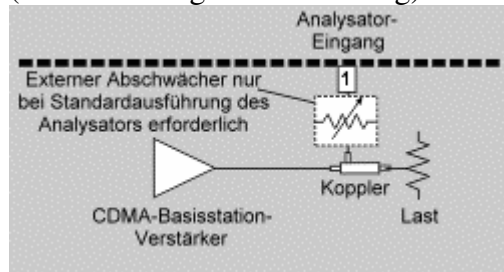 Analysator-
Eingang
1
Externer Abschwächer nur
bei Standardausführung des
Analysators erforderlich
Koppler
Last
CDMA-Basisstation-
Verstärker